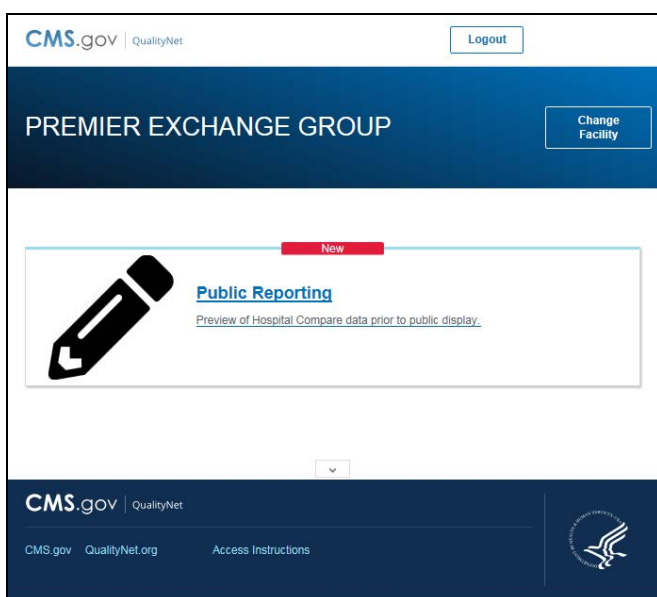 CMS.gov QualityNet
Logout
PREMIER EXCHANGE GROUP
Change
Facility
New
Public Reporting
Preview of Hospital Compare data prior to public display.
CMS.gov QualityNet
CMS.gov QualityNet.org Access Instructions